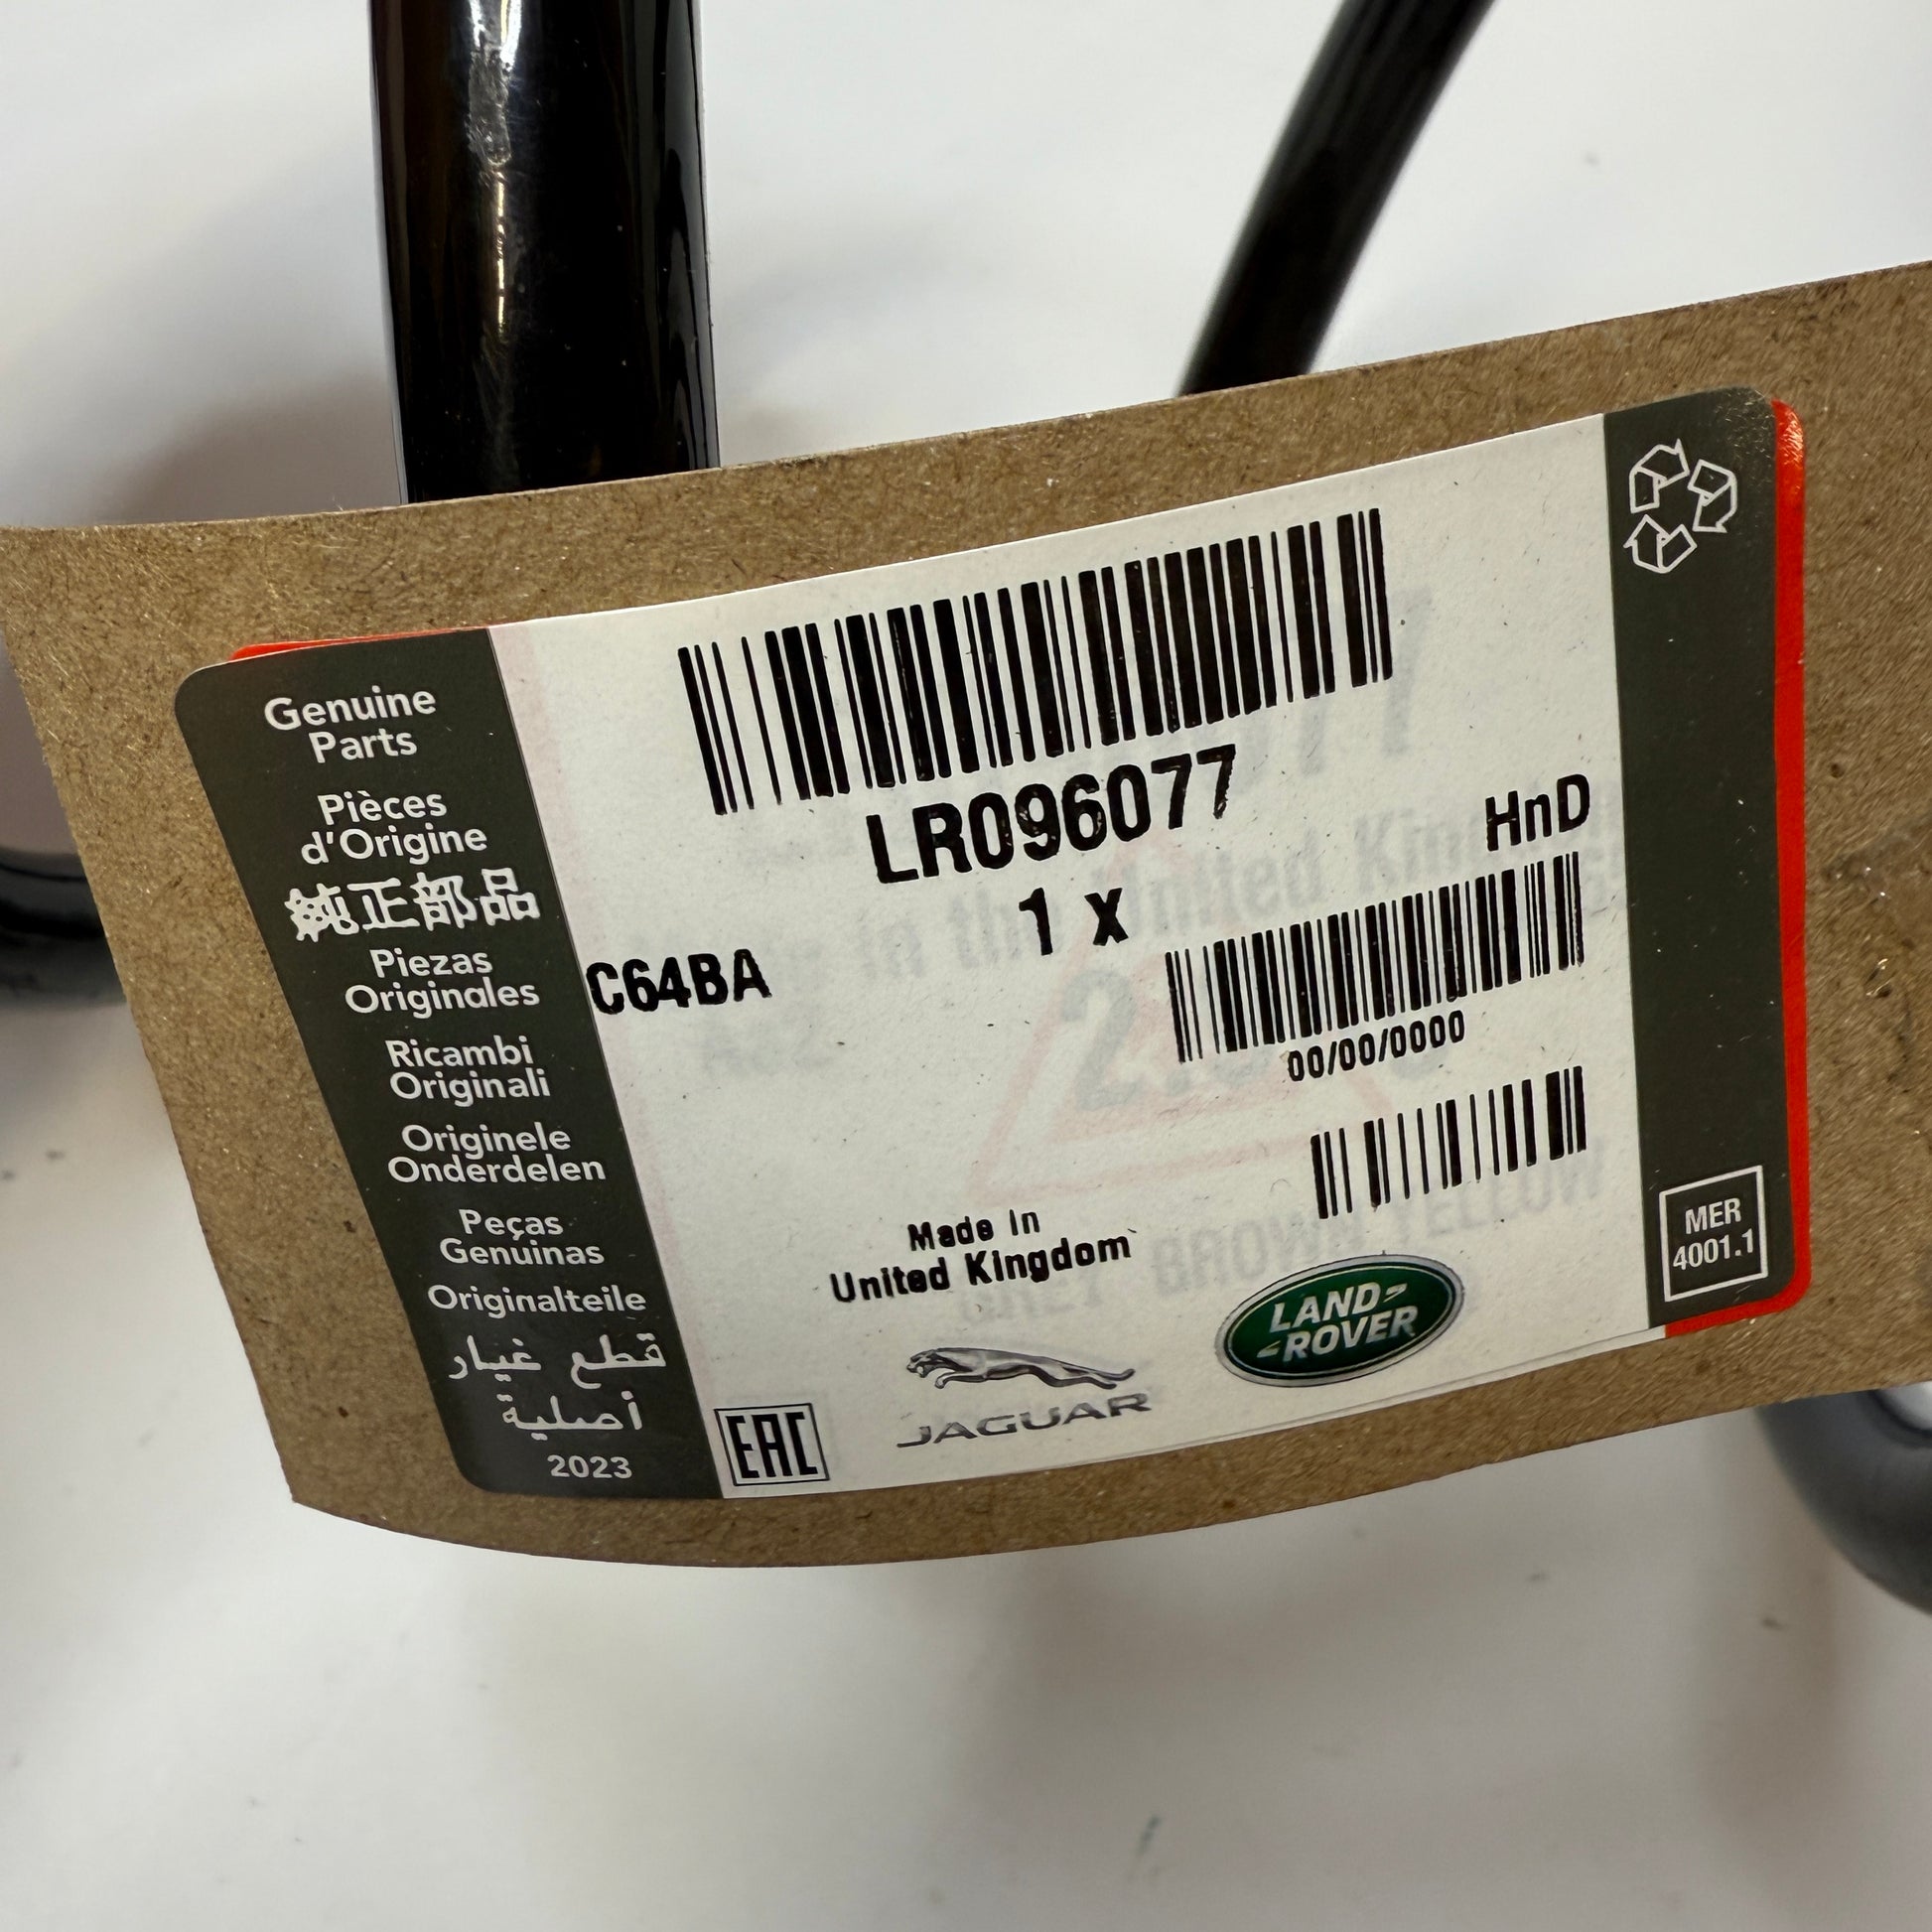 Genuine
Parts
Pièces
d'Origine
純正部品
Piezas
Originales
Ricambi
Originali
Originele
Onderdelen
Peças
Genuinas
Originalteile
قطع غيار
أصلية
2023
LR096077
HnD
1 x
C64BA
00/00/0000
Made in
United Kingdom
EAC
JAGUAR
LAND
ROVER
MER
4001.1